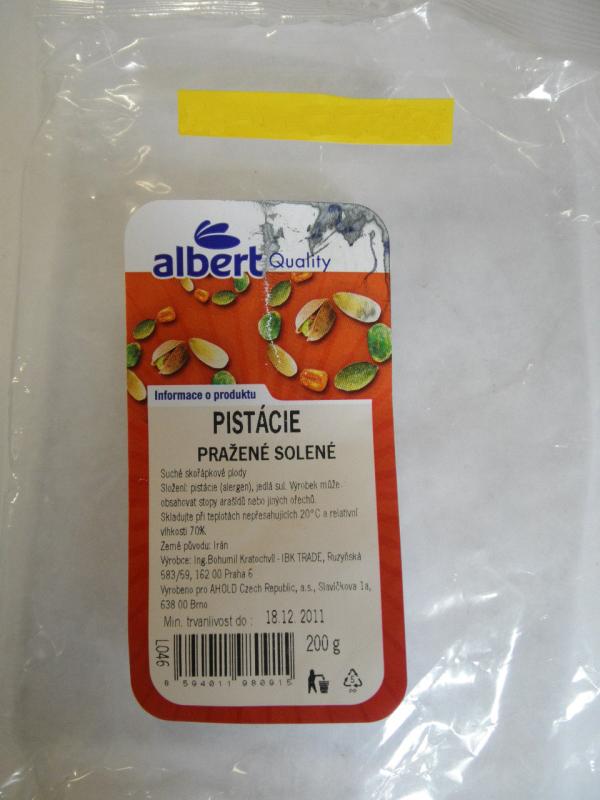 albert Quality
Informace o produktu
PISTÁCIE
PRAŽENÉ SOLENÉ
Suché skořápkové plody
Složení: pistácie (alergen), jedlá sůl. Výrobek může
obsahovat stopy arašídů nebo jiných ořechů.
Skladujte při teplotách nepřesahujících 20°C a relativní
vlhkosti 70%.
Země původu: Irán
Výrobce: Ing.Bohumil Kratochvíl - IBK TRADE, Ruzyňská
583/59, 162 00 Praha 6
Vyrobeno pro AHOLD Czech Republic, a.s., Slavíčkova 1a,
638 00 Brno
Min. trvanlivost do : 18.12. 2011
200 g
L046
8 594011 980915
5
PP